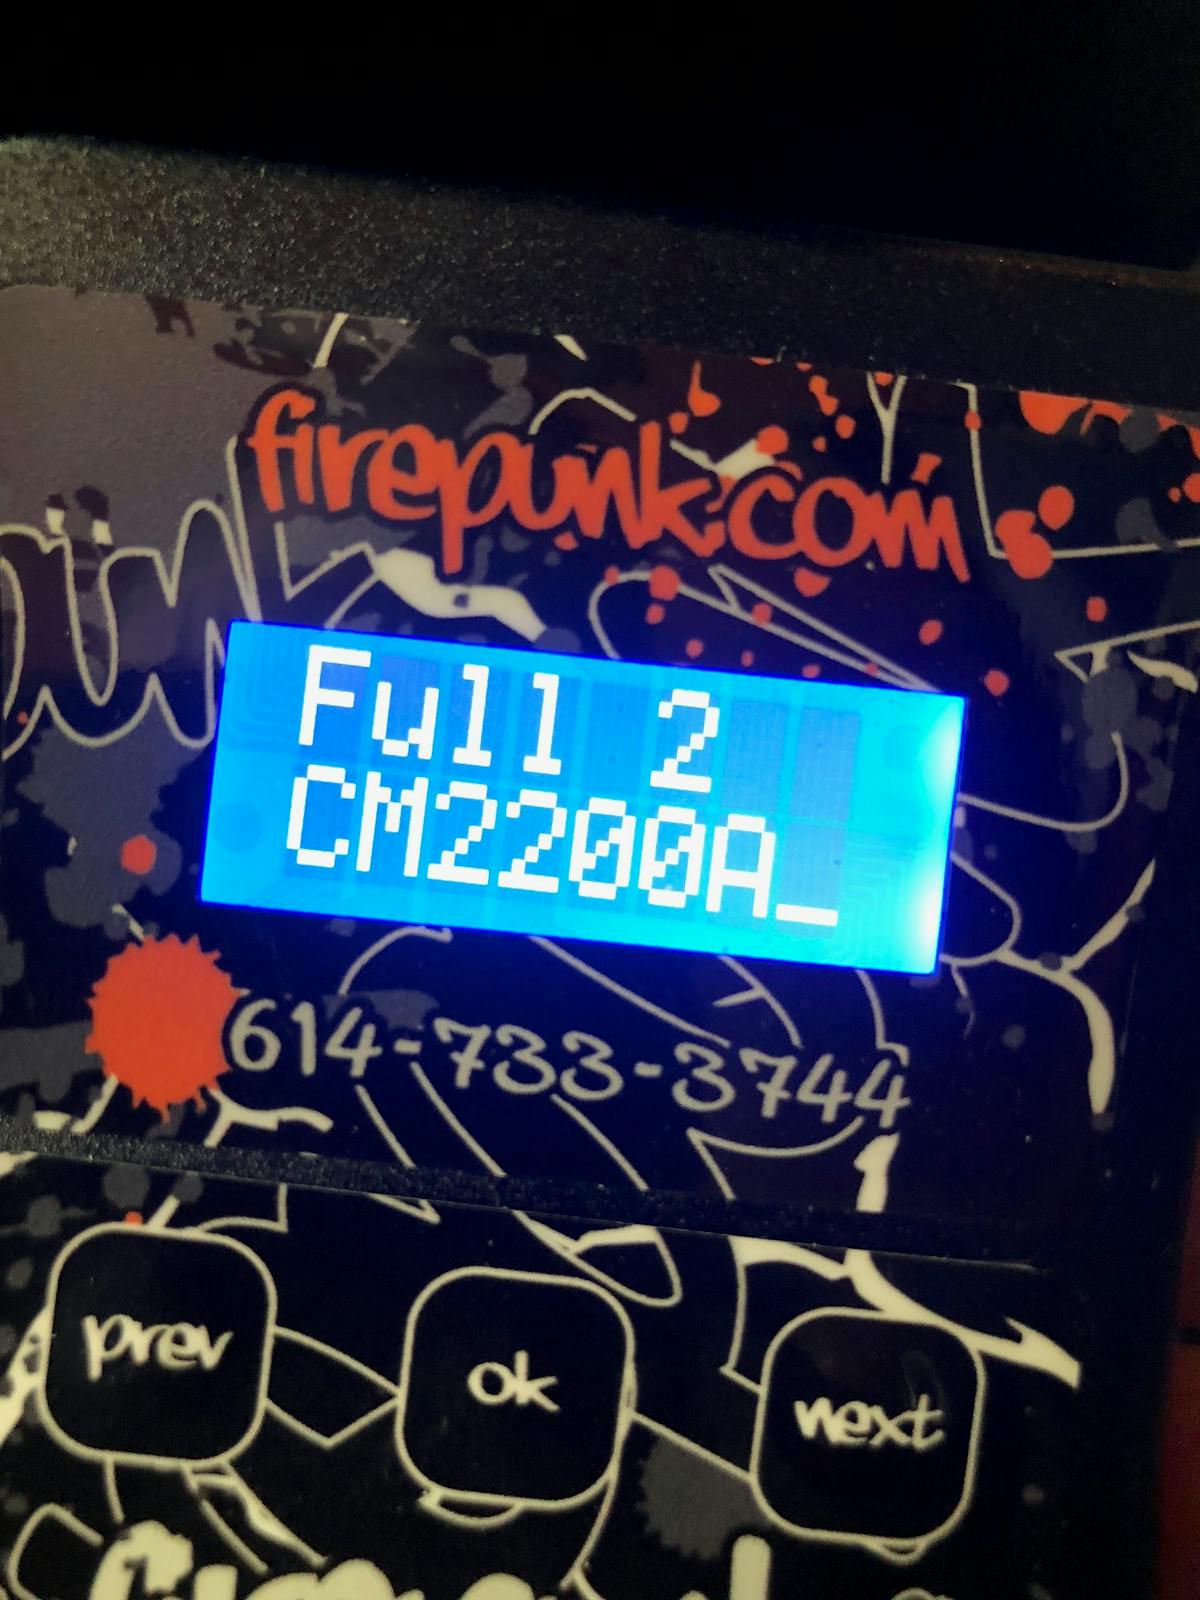 firepunk.com
Full 2
CM2200A_
614-733-3744
prev
ok
next